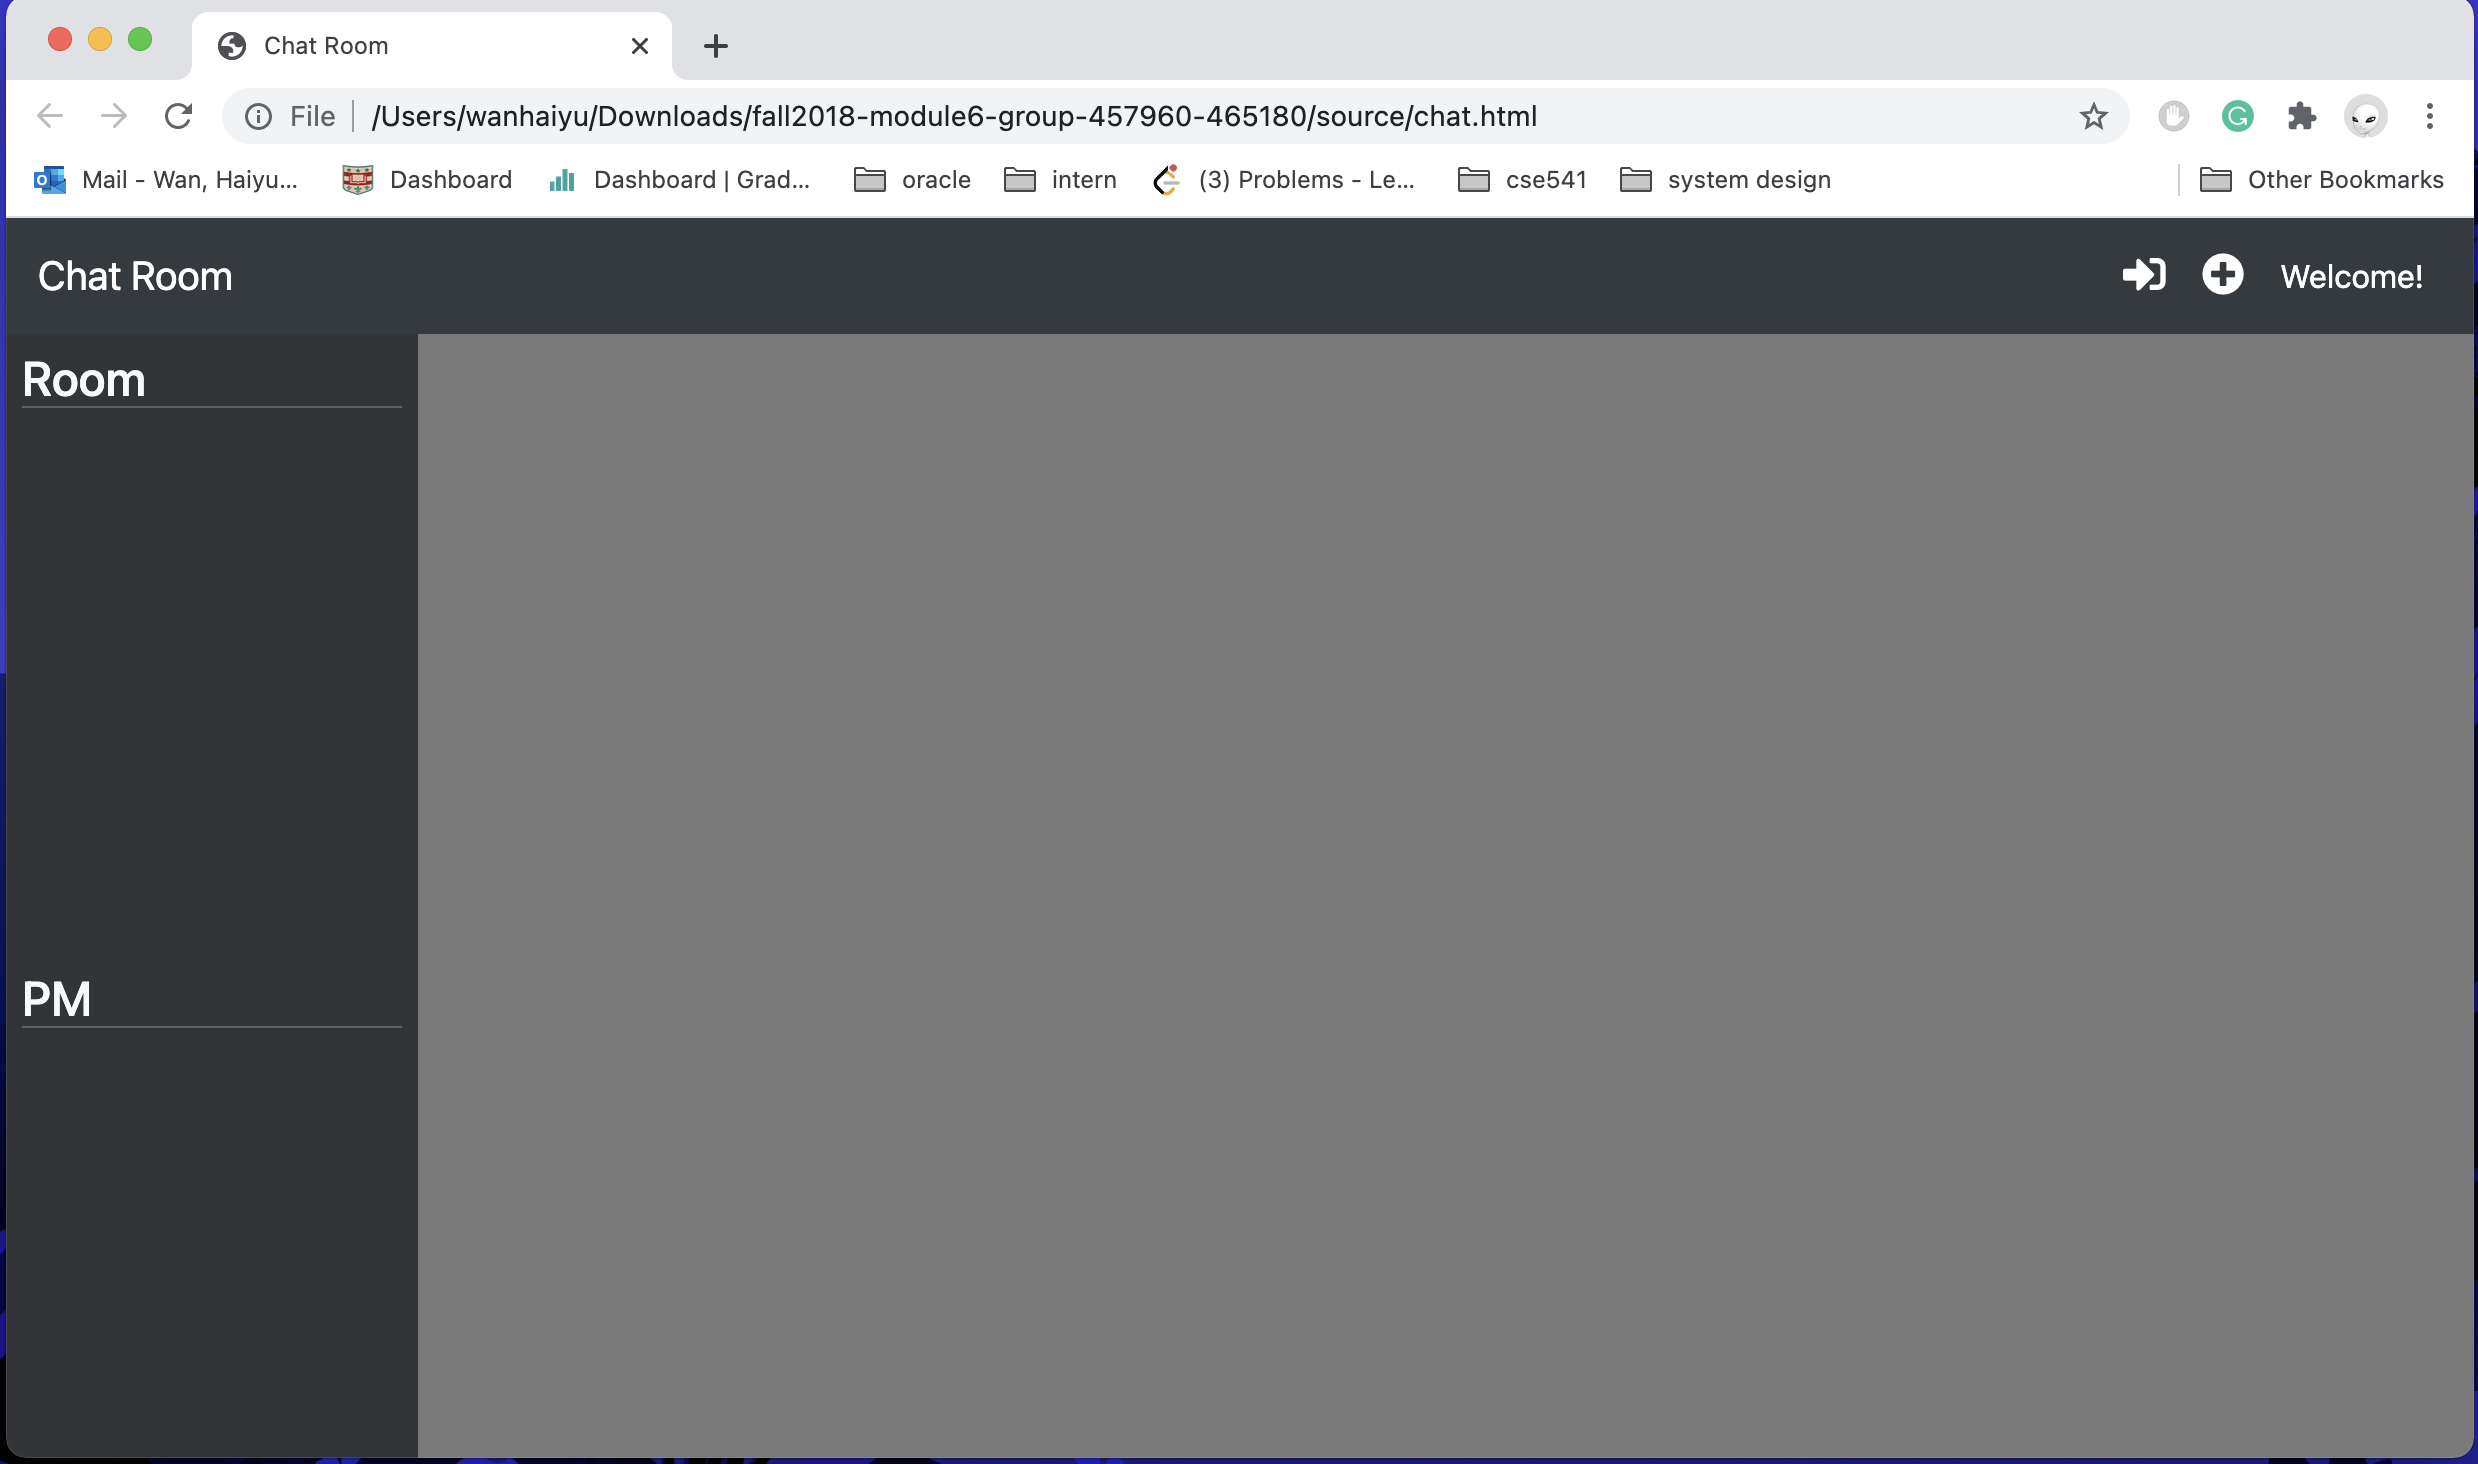 Chat Room
File /Users/wanhaiyu/Downloads/fall2018-module6-group-457960-465180/source/chat.html
Mail - Wan, Haiyu... Dashboard Dashboard | Grad... oracle intern (3) Problems - Le... cse541 system design Other Bookmarks
Chat Room Welcome!
Room
PM